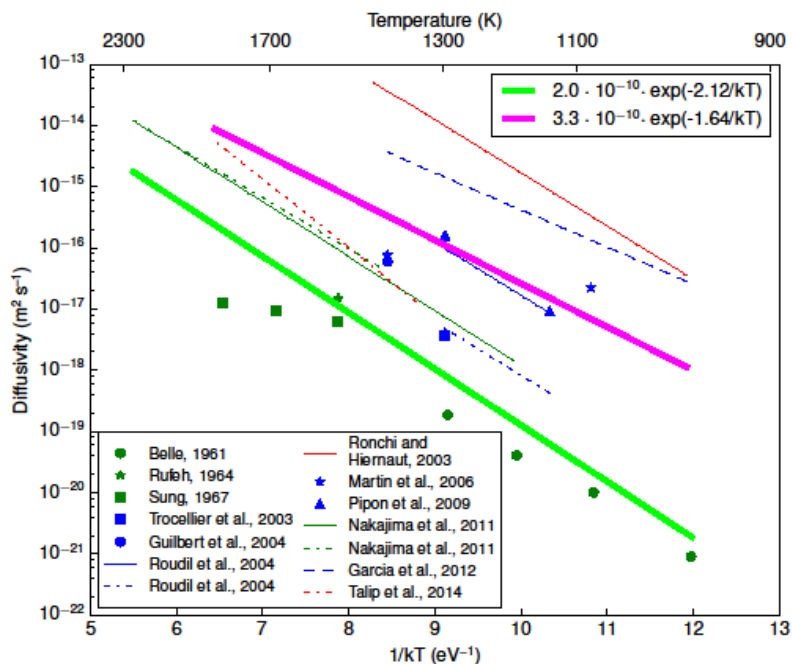 Temperature (K)
2300 1700 1300 1100 900
10⁻¹³
10⁻¹⁴
10⁻¹⁵
10⁻¹⁶
10⁻¹⁷
10⁻¹⁸
10⁻¹⁹
10⁻²⁰
10⁻²¹
10⁻²²
Diffusivity (m² s⁻¹)
2.0 · 10⁻¹⁰· exp(-2.12/kT)
3.3 · 10⁻¹⁰· exp(-1.64/kT)
Belle, 1961
Rufeh, 1964
Sung, 1967
Trocellier et al., 2003
Guilbert et al., 2004
Roudil et al., 2004
Roudil et al., 2004
Ronchi and
Hiernaut, 2003
Martin et al., 2006
Pipon et al., 2009
Nakajima et al., 2011
Nakajima et al., 2011
Garcia et al., 2012
Talip et al., 2014
5 6 7 8 9 10 11 12 13
1/kT (eV⁻¹)